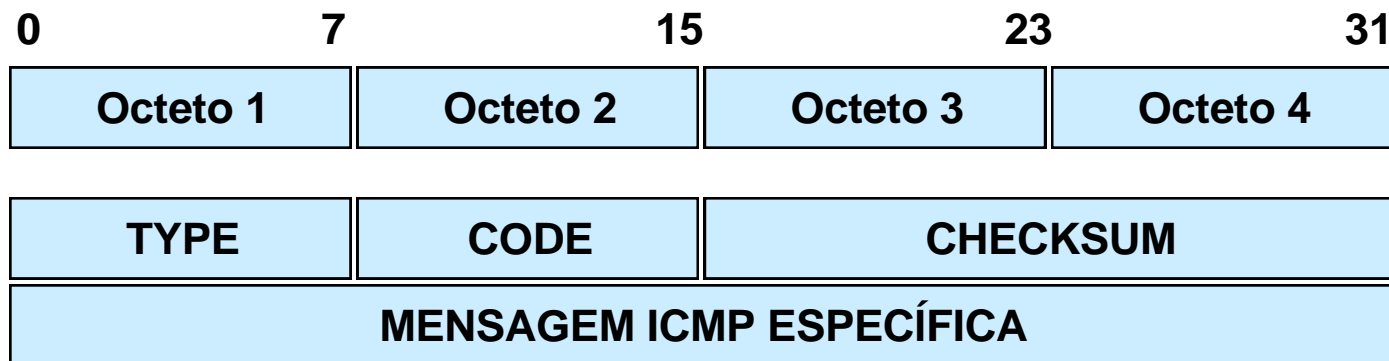 0 7 15 23 31
Octeto 1 Octeto 2 Octeto 3 Octeto 4
TYPE CODE CHECKSUM
MENSAGEM ICMP ESPECÍFICA